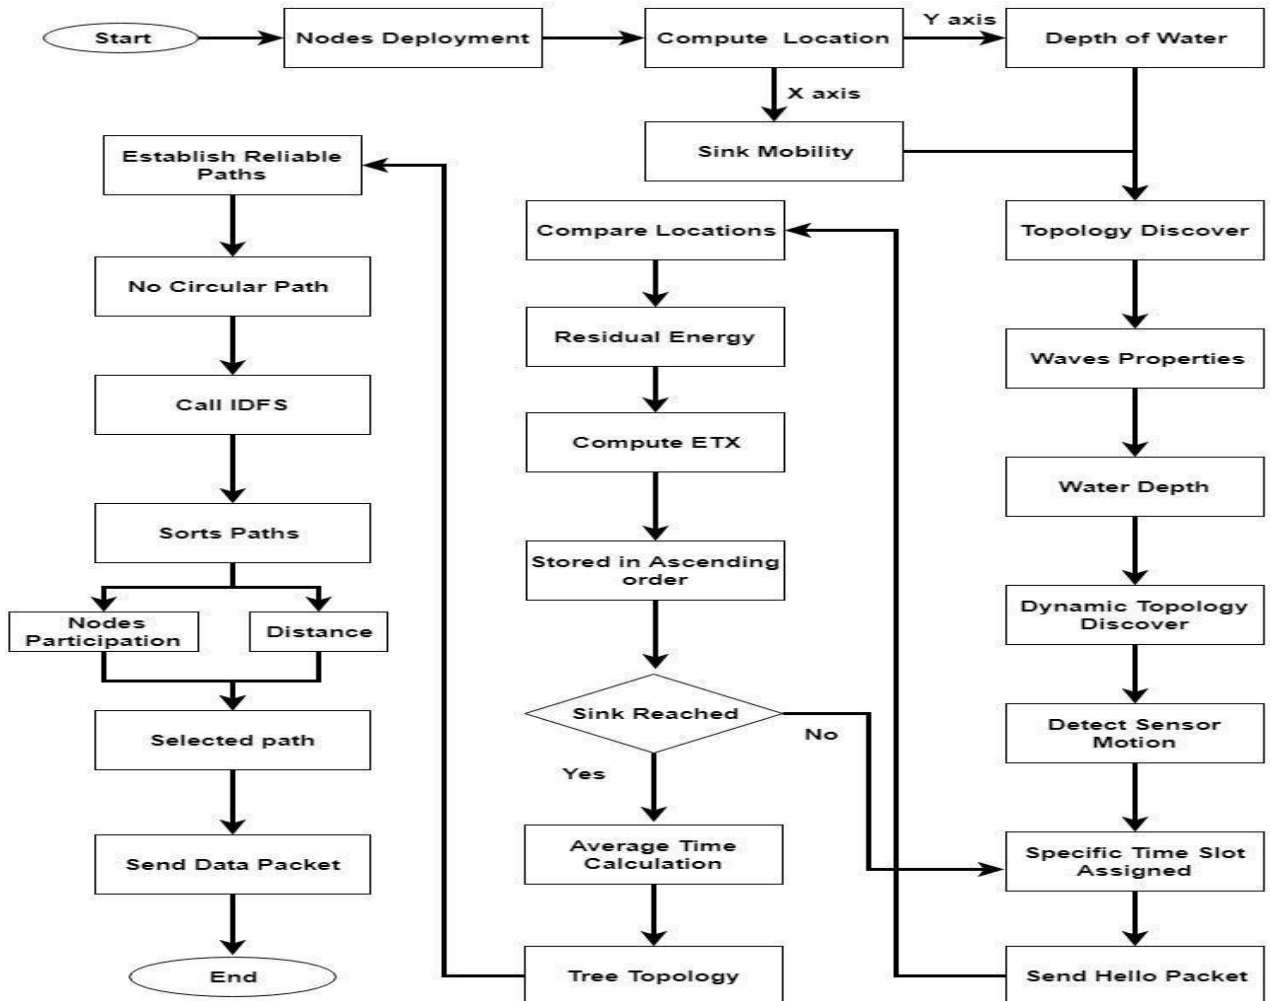 Start
Nodes Deployment
Compute Location
Y axis
Depth of Water
X axis
Sink Mobility
Topology Discover
Waves Properties
Water Depth
Dynamic Topology
Discover
Detect Sensor
Motion
Specific Time Slot
Assigned
Send Hello Packet
Compare Locations
Residual Energy
Compute ETX
Stored in Ascending
order
Sink Reached
No
Yes
Average Time
Calculation
Tree Topology
Establish Reliable
Paths
No Circular Path
Call IDFS
Sorts Paths
Nodes
Participation
Distance
Selected path
Send Data Packet
End